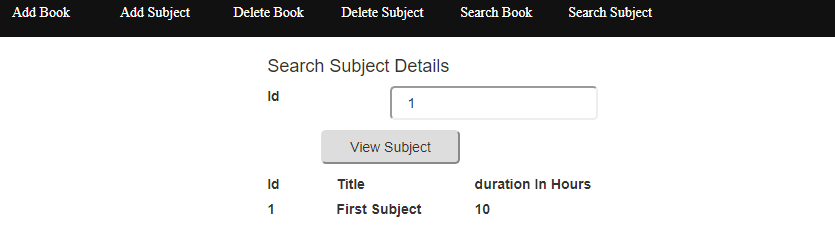 Add Book Add Subject Delete Book Delete Subject Search Book Search Subject
Search Subject Details
Id 1
View Subject
Id Title duration In Hours
1 First Subject 10